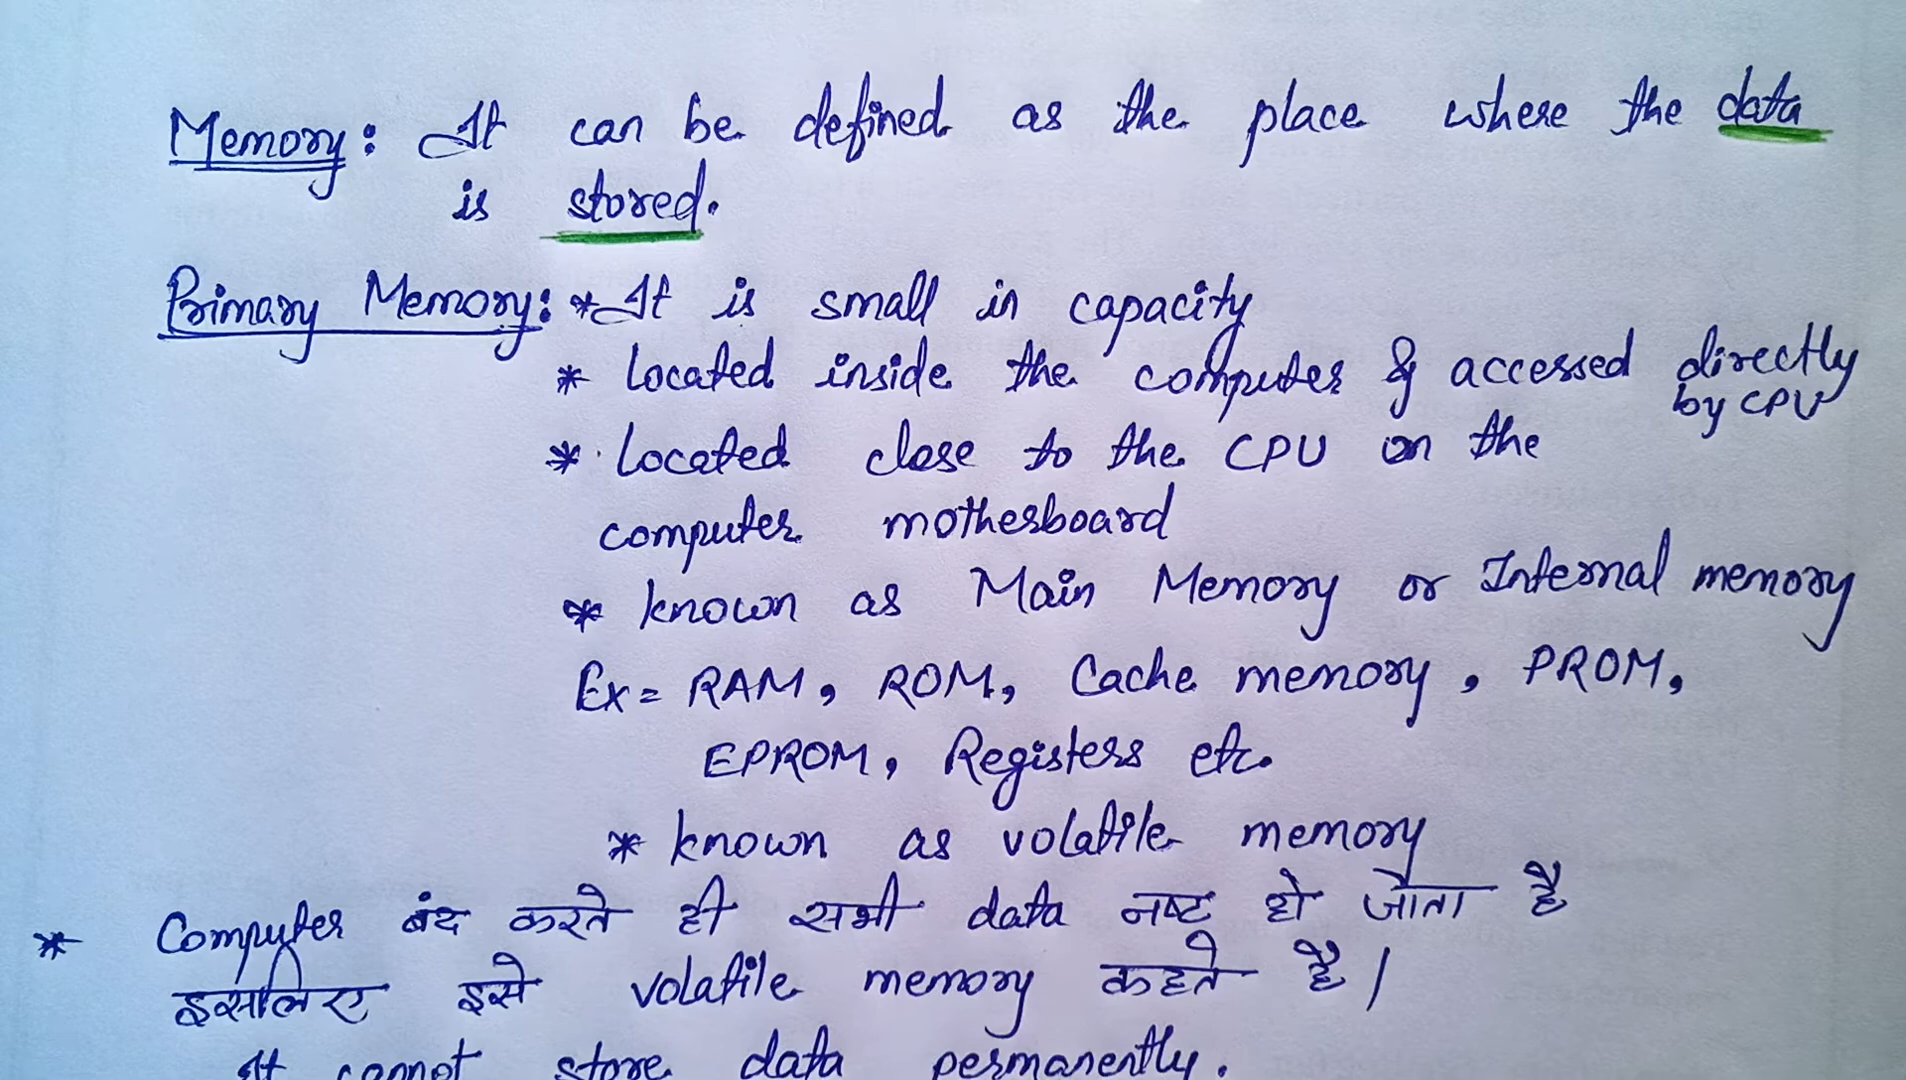 Memory: It can be defined as the place where the data
is stored.
Primary Memory: * It is small in capacity
* Located inside the computer & accessed directly
by CPU
* Located close to the CPU on the
computer motherboard
* known as Main Memory or Internal memory
Ex = RAM, ROM, Cache memory, PROM,
EPROM, Registers etc.
* known as volatile memory
* Computer बंद करते ही सभी data नष्ट हो जाता है
इसलिए इसे volatile memory कहते है |
It cannot store data permanently.